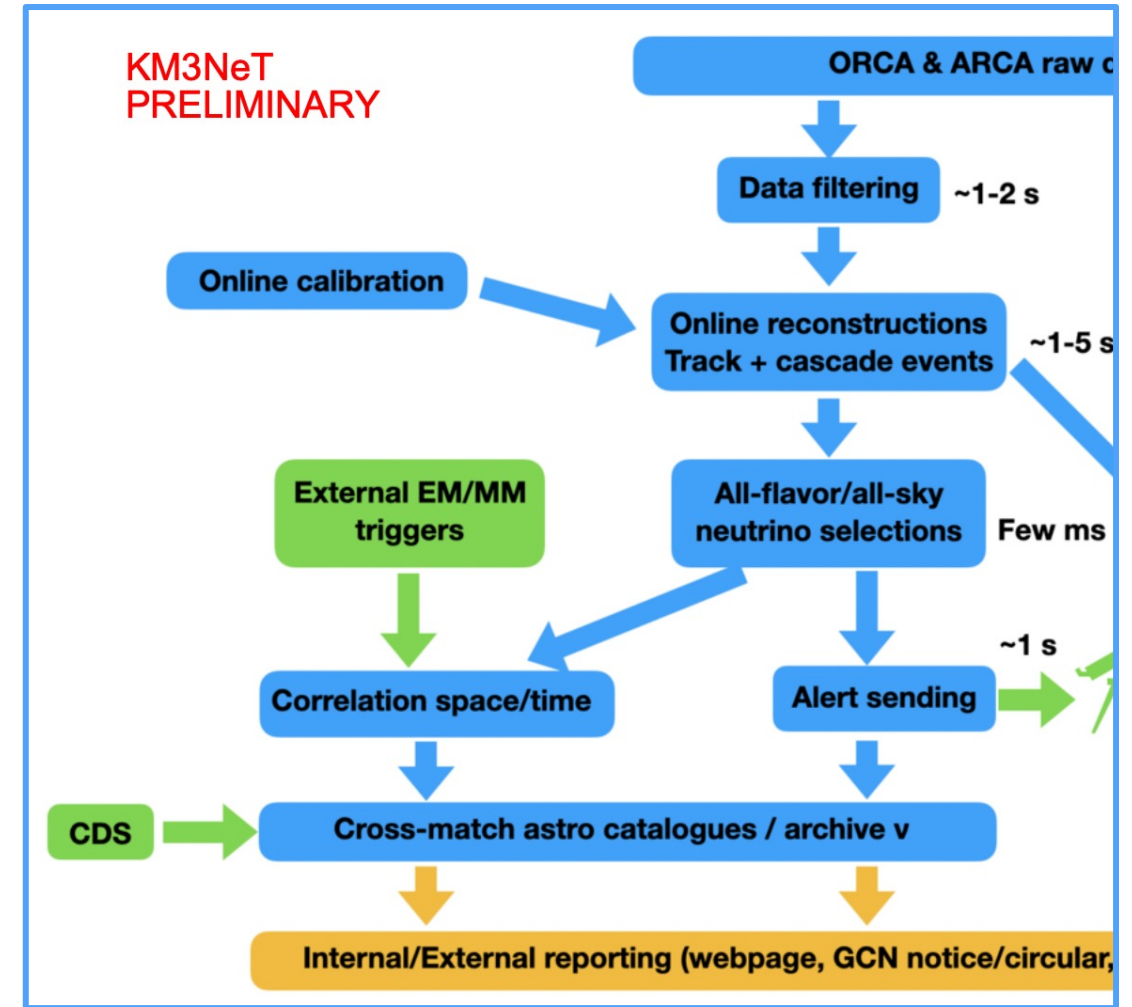 KM3NeT
PRELIMINARY
ORCA & ARCA raw
Data filtering
~1-2 s
Online calibration
Online reconstructions
Track + cascade events
~1-5 s
External EM/MM
triggers
All-flavor/all-sky
neutrino selections
Few ms
~1 s
Correlation space/time
Alert sending
CDS
Cross-match astro catalogues / archive ν
Internal/External reporting (webpage, GCN notice/circular,